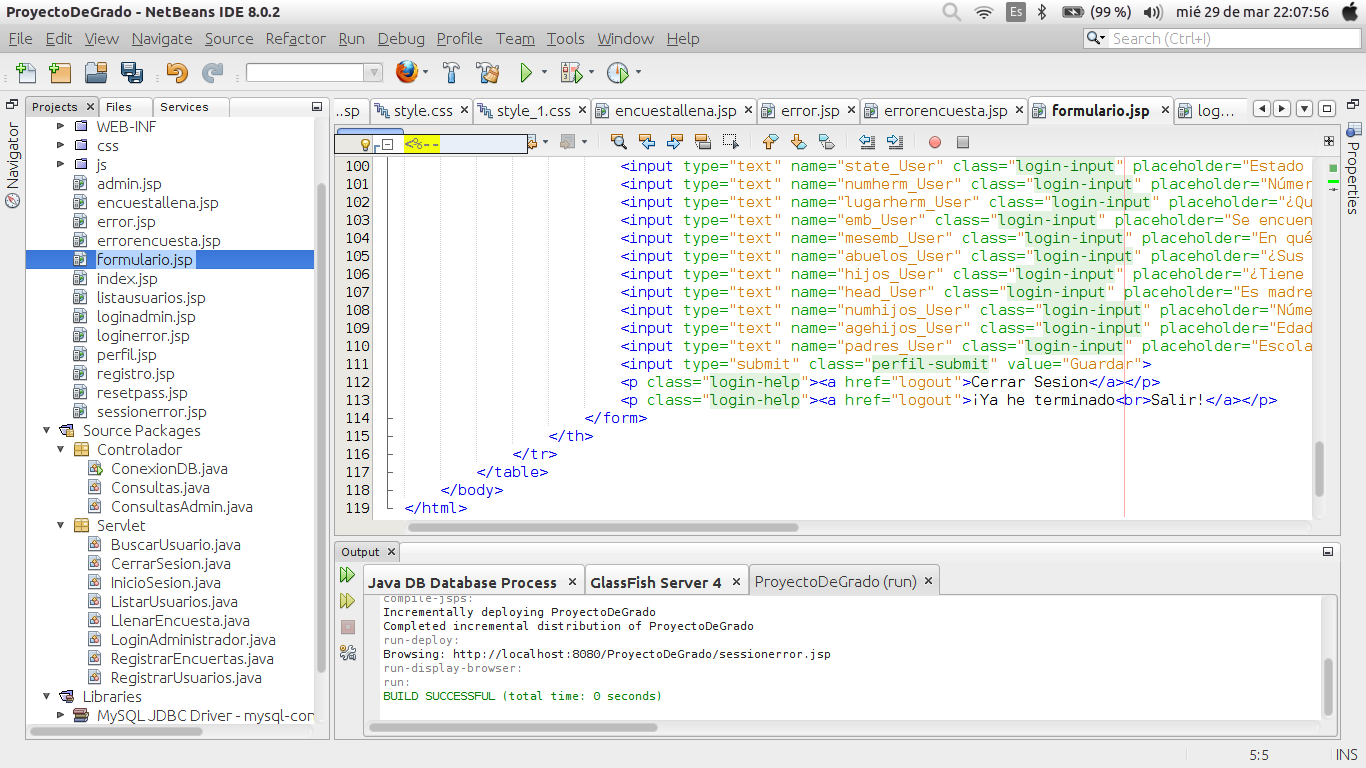 ProyectoDeGrado - NetBeans IDE 8.0.2
Es
(99 %)
mié 29 de mar 22:07:56
File Edit View Navigate Source Refactor Run Debug Profile Team Tools Window Help
Search (Ctrl+I)
Projects
Files
Services
Navigator
WEB-INF
css
js
admin.jsp
encuestallena.jsp
error.jsp
errorencuesta.jsp
formulario.jsp
index.jsp
listausuarios.jsp
loginadmin.jsp
loginerror.jsp
perfil.jsp
registro.jsp
resetpass.jsp
sessionerror.jsp
Source Packages
Controlador
ConexionDB.java
Consultas.java
ConsultasAdmin.java
Servlet
BuscarUsuario.java
CerrarSesion.java
InicioSesion.java
ListarUsuarios.java
LlenarEncuesta.java
LoginAdministrador.java
RegistrarEncuertas.java
RegistrarUsuarios.java
Libraries
MySQL JDBC Driver - mysql-con
...sp
style.css
style_1.css
encuestallena.jsp
error.jsp
errorencuesta.jsp
formulario.jsp
log...
Properties
<%--
100 <input type="text" name="state_User" class="login-input" placeholder="Estado
101 <input type="text" name="numherm_User" class="login-input" placeholder="Númer
102 <input type="text" name="lugarherm_User" class="login-input" placeholder="¿Qu
103 <input type="text" name="emb_User" class="login-input" placeholder="Se encuen
104 <input type="text" name="mesemb_User" class="login-input" placeholder="En qué
105 <input type="text" name="abuelos_User" class="login-input" placeholder="¿Sus
106 <input type="text" name="hijos_User" class="login-input" placeholder="¿Tiene
107 <input type="text" name="head_User" class="login-input" placeholder="Es madre
108 <input type="text" name="numhijos_User" class="login-input" placeholder="Núme
109 <input type="text" name="agehijos_User" class="login-input" placeholder="Edad
110 <input type="text" name="padres_User" class="login-input" placeholder="Escola
111 <input type="submit" class="perfil-submit" value="Guardar">
112 <p class="login-help"><a href="logout">Cerrar Sesion</a></p>
113 <p class="login-help"><a href="logout">¡Ya he terminado<br>Salir!</a></p>
114 </form>
115 </th>
116 </tr>
117 </table>
118 </body>
119 </html>
Output
Java DB Database Process
GlassFish Server 4
ProyectoDeGrado (run)
compile-jsps:
Incrementally deploying ProyectoDeGrado
Completed incremental distribution of ProyectoDeGrado
run-deploy:
Browsing: http://localhost:8080/ProyectoDeGrado/sessionerror.jsp
run-display-browser:
run:
BUILD SUCCESSFUL (total time: 0 seconds)
5:5
INS